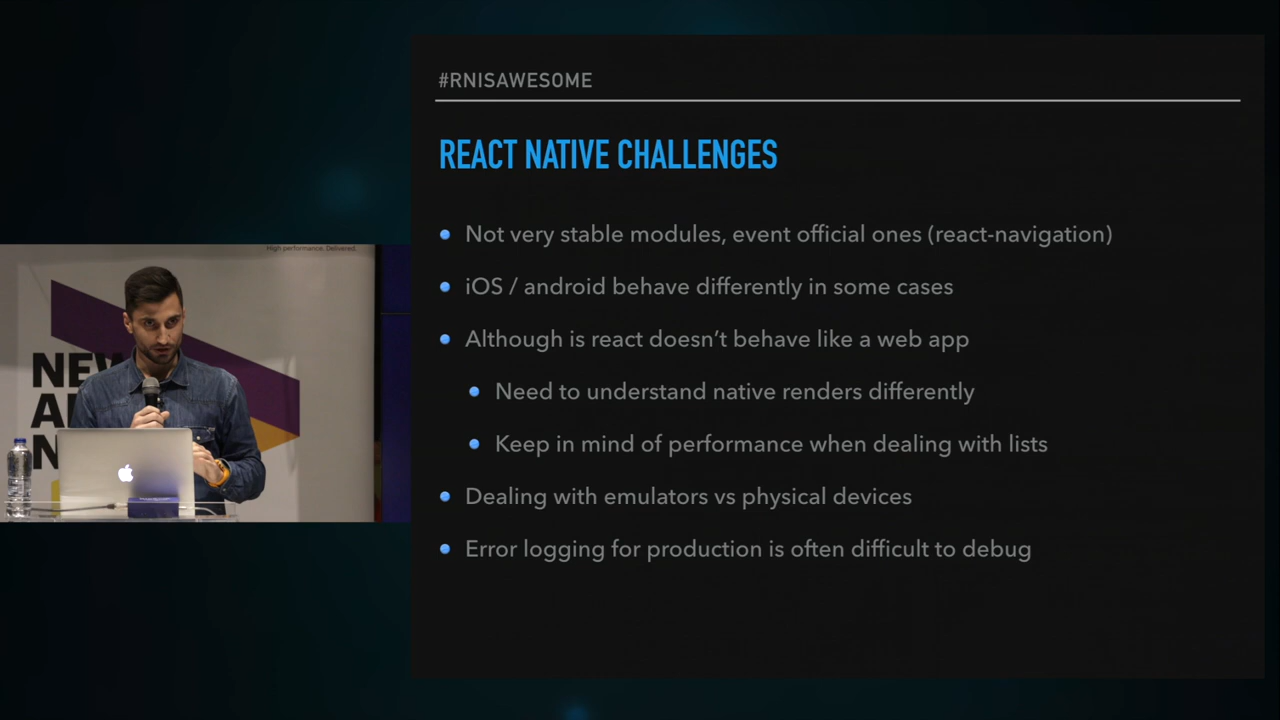 #RNISAWESOME
REACT NATIVE CHALLENGES
Not very stable modules, event official ones (react-navigation)
iOS / android behave differently in some cases
Although is react doesn’t behave like a web app
Need to understand native renders differently
Keep in mind of performance when dealing with lists
Dealing with emulators vs physical devices
Error logging for production is often difficult to debug
High performance. Delivered.
NEW